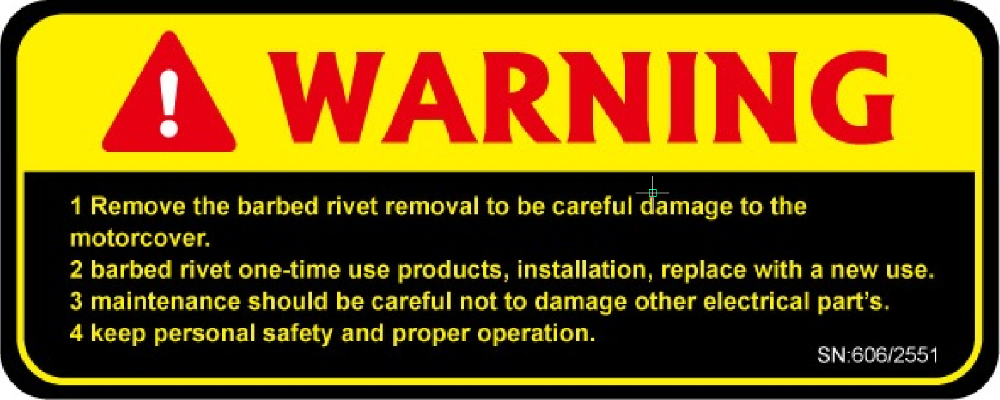 WARNING
1 Remove the barbed rivet removal to be careful damage to the
motorcover.
2 barbed rivet one-time use products, installation, replace with a new use.
3 maintenance should be careful not to damage other electrical part's.
4 keep personal safety and proper operation.
SN:606/2551